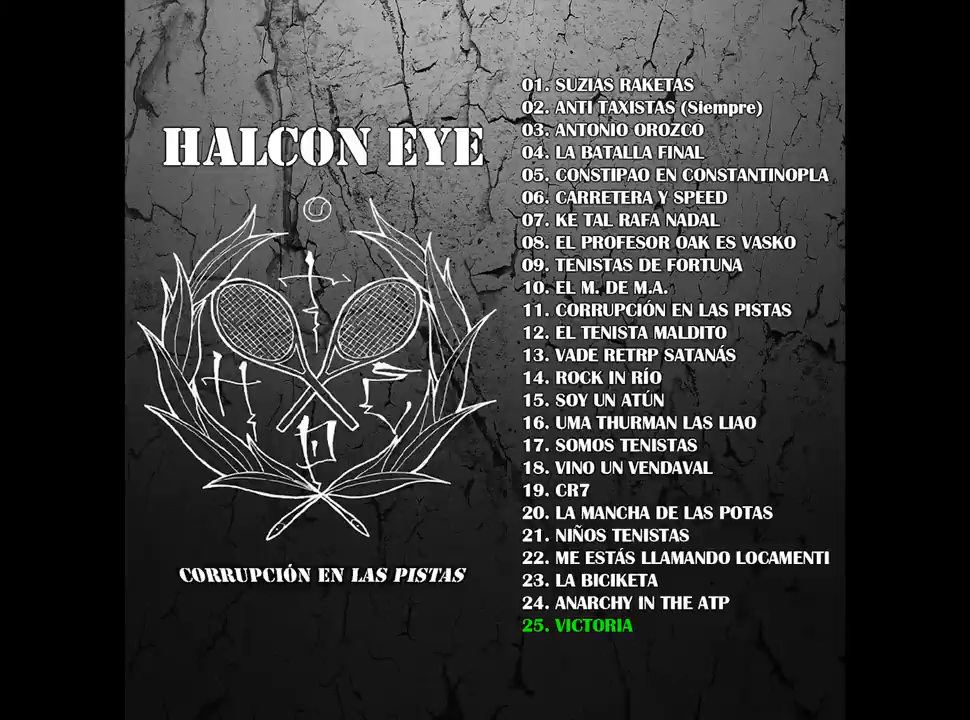 HALCON EYE
CORRUPCIÓN EN LAS PISTAS
01. SUZIAS RAKETAS
02. ANTI TAXISTAS (Siempre)
03. ANTONIO OROZCO
04. LA BATALLA FINAL
05. CONSTIPAO EN CONSTANTINOPLA
06. CARRETERA Y SPEED
07. KE TAL RAFA NADAL
08. EL PROFESOR OAK ES VASKO
09. TENISTAS DE FORTUNA
10. EL M. DE M.A.
11. CORRUPCIÓN EN LAS PISTAS
12. EL TENISTA MALDITO
13. VADE RETRP SATANÁS
14. ROCK IN RÍO
15. SOY UN ATÚN
16. UMA THURMAN LAS LIAO
17. SOMOS TENISTAS
18. VINO UN VENDAVAL
19. CR7
20. LA MANCHA DE LAS POTAS
21. NIÑOS TENISTAS
22. ME ESTÁS LLAMANDO LOCAMENTI
23. LA BICIKETA
24. ANARCHY IN THE ATP
25. VICTORIA